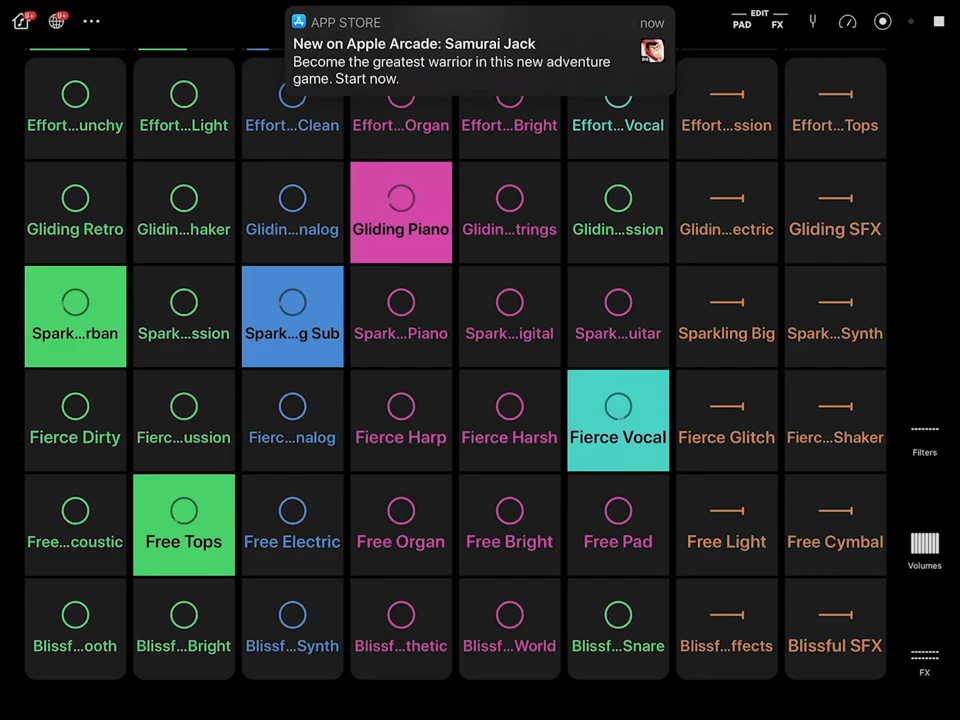 9+
9+
APP STORE
now
New on Apple Arcade: Samurai Jack
Become the greatest warrior in this new adventure
game. Start now.
EDIT
PAD
FX
Effort...unchy
Effort...Light
Effort...Clean
Effort...Organ
Effort...Bright
Effort...Vocal
Effort...ssion
Effort...Tops
Gliding Retro
Glidin...haker
Glidin...nalog
Gliding Piano
Glidin...trings
Glidin...ssion
Glidin...ectric
Gliding SFX
Spark...rban
Spark...ssion
Spark...g Sub
Spark...Piano
Spark...igital
Spark...uitar
Sparkling Big
Spark...Synth
Fierce Dirty
Fierc...ussion
Fierc...nalog
Fierce Harp
Fierce Harsh
Fierce Vocal
Fierce Glitch
Fierc...Shaker
Filters
Free...coustic
Free Tops
Free Electric
Free Organ
Free Bright
Free Pad
Free Light
Free Cymbal
Volumes
Blissf...ooth
Blissf...Bright
Blissf...Synth
Blissf...thetic
Blissf...World
Blissf...Snare
Blissf...ffects
Blissful SFX
FX